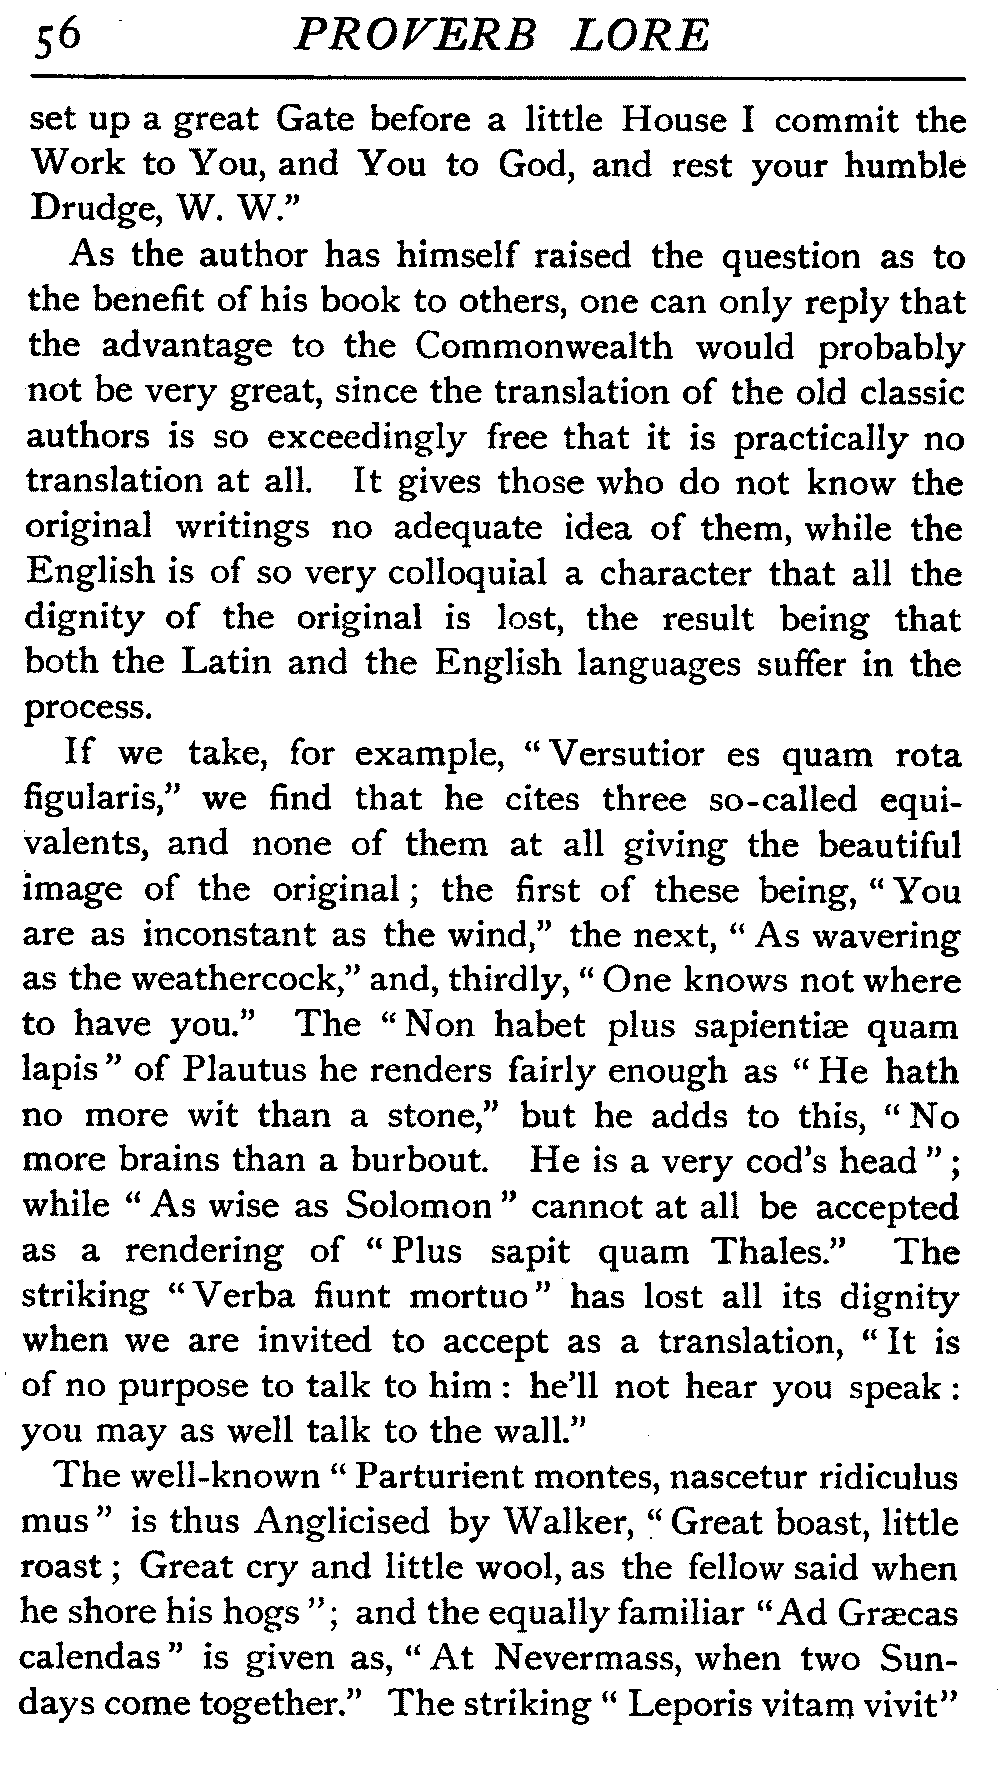 56 PROVERB LORE
set up a great Gate before a little House I commit the
Work to You, and You to God, and rest your humble
Drudge, W. W.”
As the author has himself raised the question as to
the benefit of his book to others, one can only reply that
the advantage to the Commonwealth would probably
not be very great, since the translation of the old classic
authors is so exceedingly free that it is practically no
translation at all. It gives those who do not know the
original writings no adequate idea of them, while the
English is of so very colloquial a character that all the
dignity of the original is lost, the result being that
both the Latin and the English languages suffer in the
process.
If we take, for example, “Versutior es quam rota
figularis,” we find that he cites three so-called equi-
valents, and none of them at all giving the beautiful
image of the original; the first of these being, “You
are as inconstant as the wind,” the next, “As wavering
as the weathercock,” and, thirdly, “One knows not where
to have you.” The “Non habet plus sapientiæ quam
lapis” of Plautus he renders fairly enough as “He hath
no more wit than a stone,” but he adds to this, “No
more brains than a burbout. He is a very cod’s head”;
while “As wise as Solomon” cannot at all be accepted
as a rendering of “Plus sapit quam Thales.” The
striking “Verba fiunt mortuo” has lost all its dignity
when we are invited to accept as a translation, “It is
of no purpose to talk to him: he’ll not hear you speak:
you may as well talk to the wall.”
The well-known “Parturient montes, nascetur ridiculus
mus” is thus Anglicised by Walker, “Great boast, little
roast; Great cry and little wool, as the fellow said when
he shore his hogs”; and the equally familiar “Ad Græcas
calendas” is given as, “At Nevermass, when two Sun-
days come together.” The striking “Leporis vitam vivit”